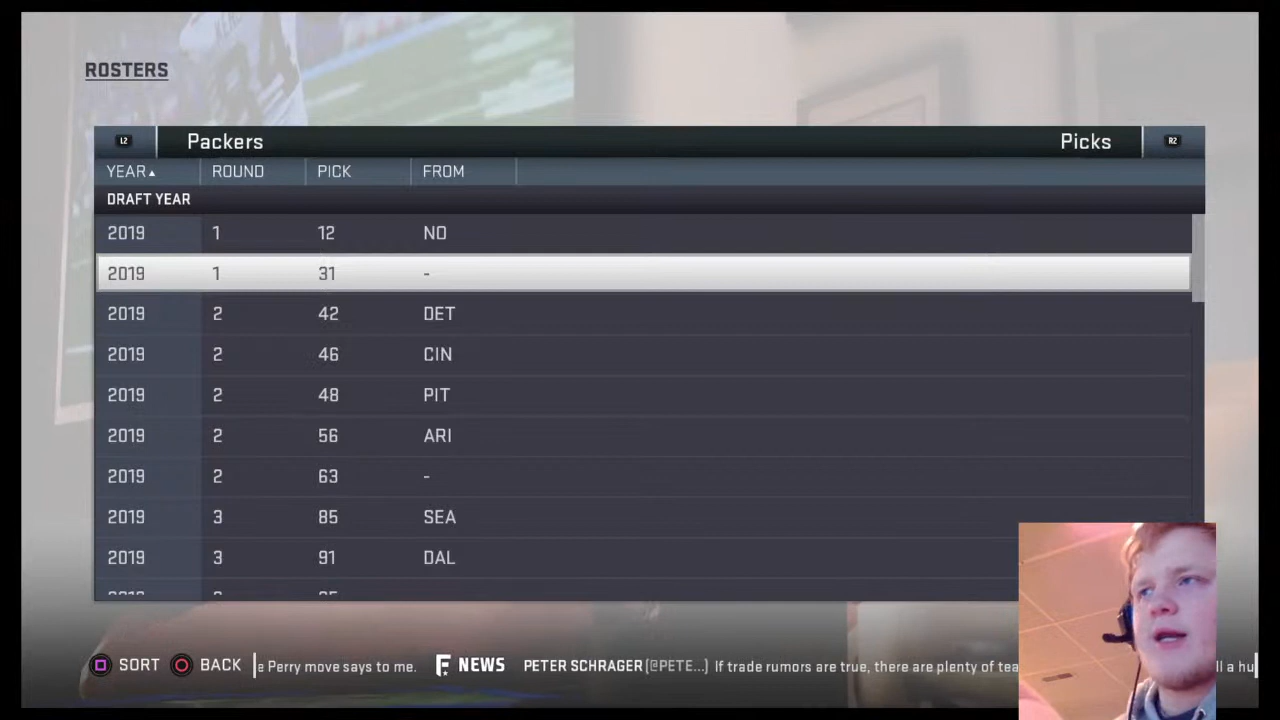 ROSTERS
L2 Packers Picks R2
YEAR ROUND PICK FROM
DRAFT YEAR
2019 1 12 NO
2019 1 31 -
2019 2 42 DET
2019 2 46 CIN
2019 2 48 PIT
2019 2 56 ARI
2019 2 63 -
2019 3 85 SEA
2019 3 91 DAL
SORT BACK e Perry move says to me. NEWS PETER SCHRAGER (@PETE...) If trade rumors are true, there are plenty of tea ll a hu